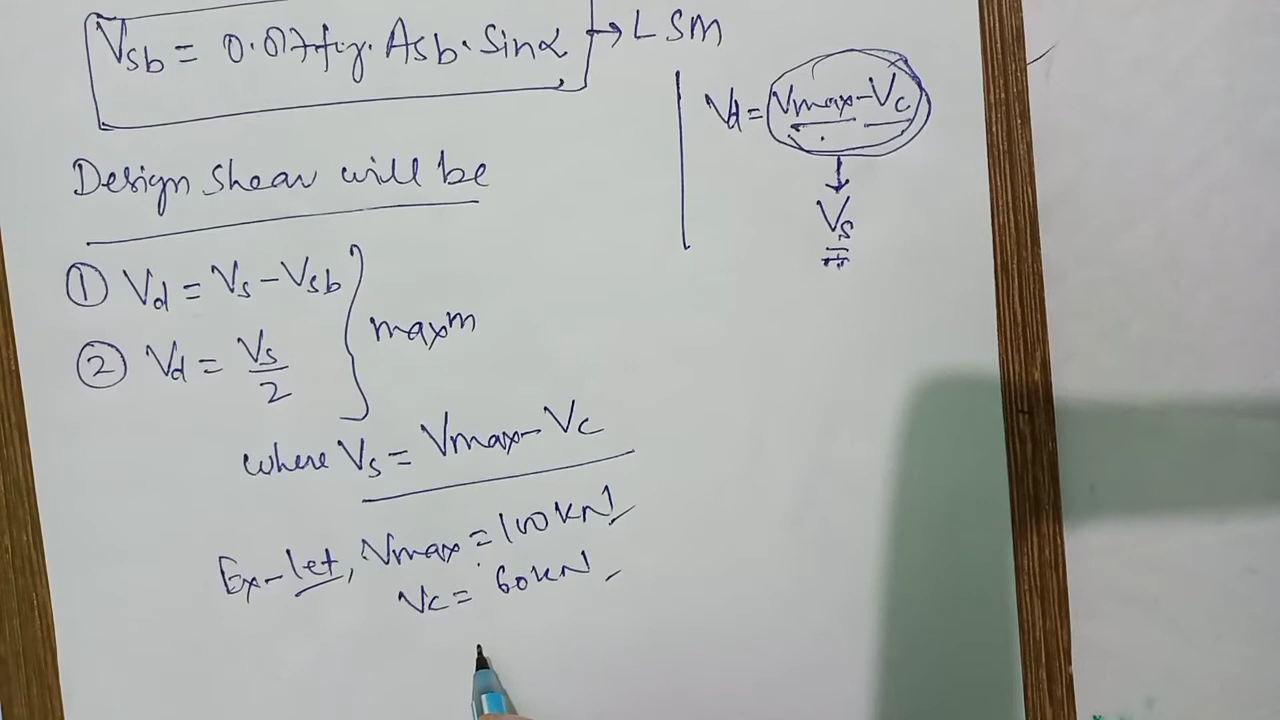 Vsb = 0.87fy. Asb. Sinα → LSM
Vd = Vmax - Vc
↓
Vs
Design shear will be
① Vd = Vs - Vsb
② Vd = Vs/2
} maxm
where Vs = Vmax - Vc
Ex- let, Vmax = 100KN
Vc = 60KN